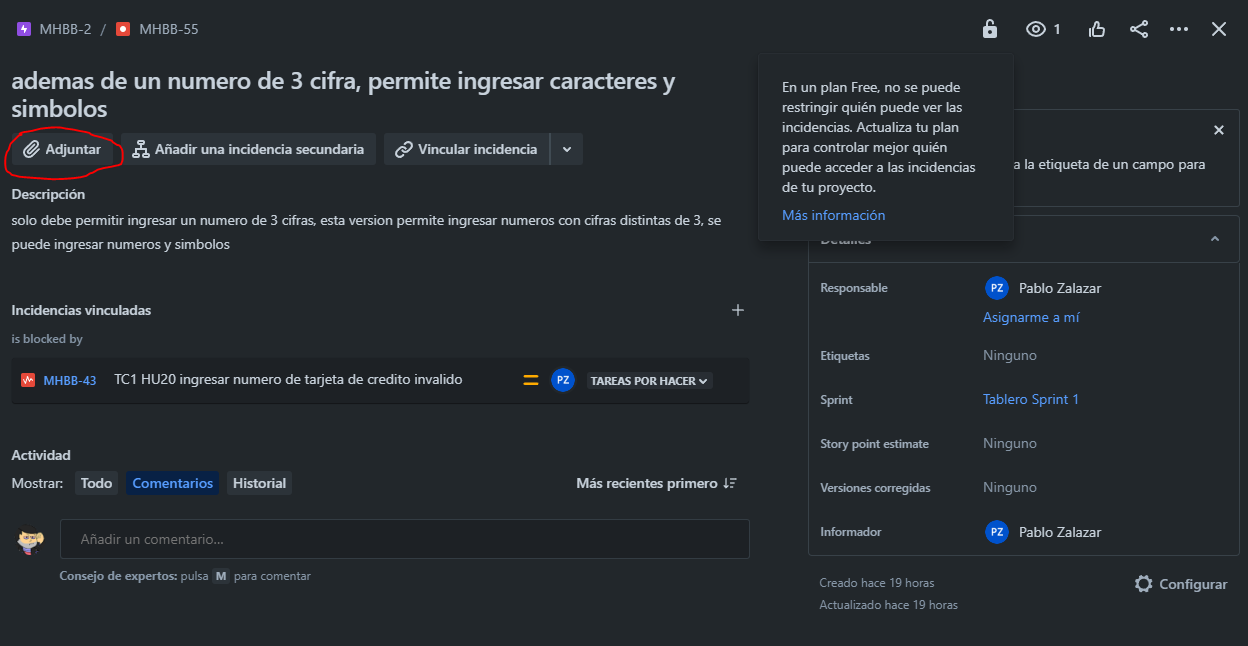 MHBB-2 / MHBB-55
1
ademas de un numero de 3 cifra, permite ingresar caracteres y
simbolos
Adjuntar
Añadir una incidencia secundaria
Vincular incidencia
En un plan Free, no se puede
restringir quién puede ver las
incidencias. Actualiza tu plan
para controlar mejor quién
puede acceder a las incidencias
de tu proyecto.
Más información
a la etiqueta de un campo para
Descripción
solo debe permitir ingresar un numero de 3 cifras, esta version permite ingresar numeros con cifras distintas de 3, se
puede ingresar numeros y simbolos
Incidencias vinculadas
is blocked by
MHBB-43 TC1 HU20 ingresar numero de tarjeta de credito invalido PZ TAREAS POR HACER
Actividad
Mostrar: Todo Comentarios Historial Más recientes primero
Añadir un comentario...
Consejo de expertos: pulsa M para comentar
Detalles
Responsable PZ Pablo Zalazar
Asignarme a mí
Etiquetas Ninguno
Sprint Tablero Sprint 1
Story point estimate Ninguno
Versiones corregidas Ninguno
Informador PZ Pablo Zalazar
Creado hace 19 horas
Actualizado hace 19 horas
Configurar